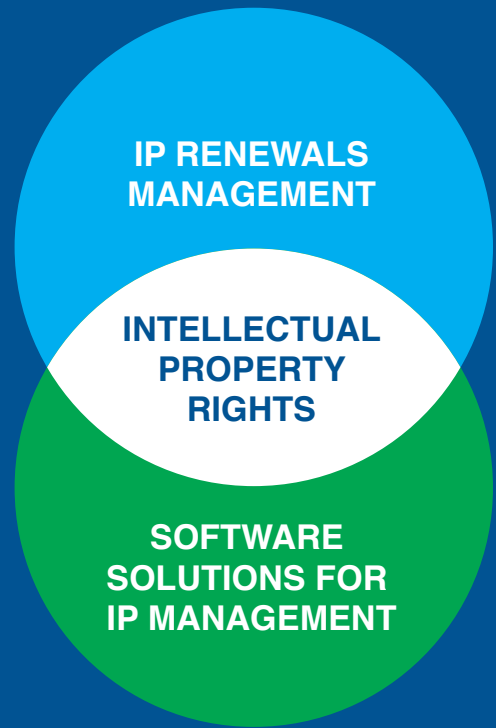 IP RENEWALS
MANAGEMENT
INTELLECTUAL
PROPERTY
RIGHTS
SOFTWARE
SOLUTIONS FOR
IP MANAGEMENT